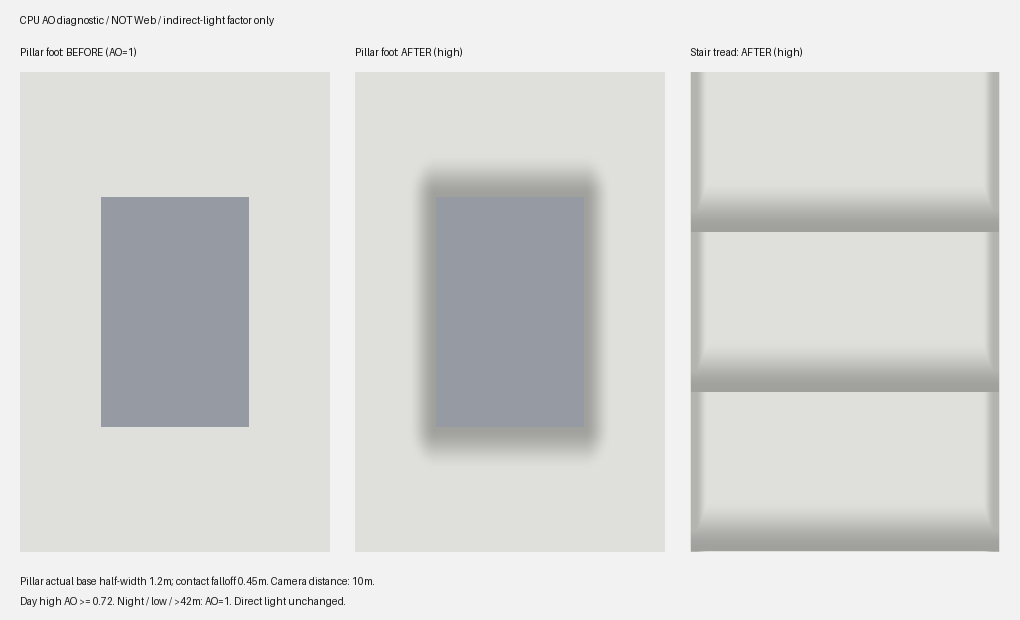 CPU AO diagnostic / NOT Web / indirect-light factor only
Pillar foot: BEFORE (AO=1)
Pillar foot: AFTER (high)
Stair tread: AFTER (high)
Pillar actual base half-width 1.2m; contact falloff 0.45m. Camera distance: 10m.
Day high AO >= 0.72. Night / low / >42m: AO=1. Direct light unchanged.